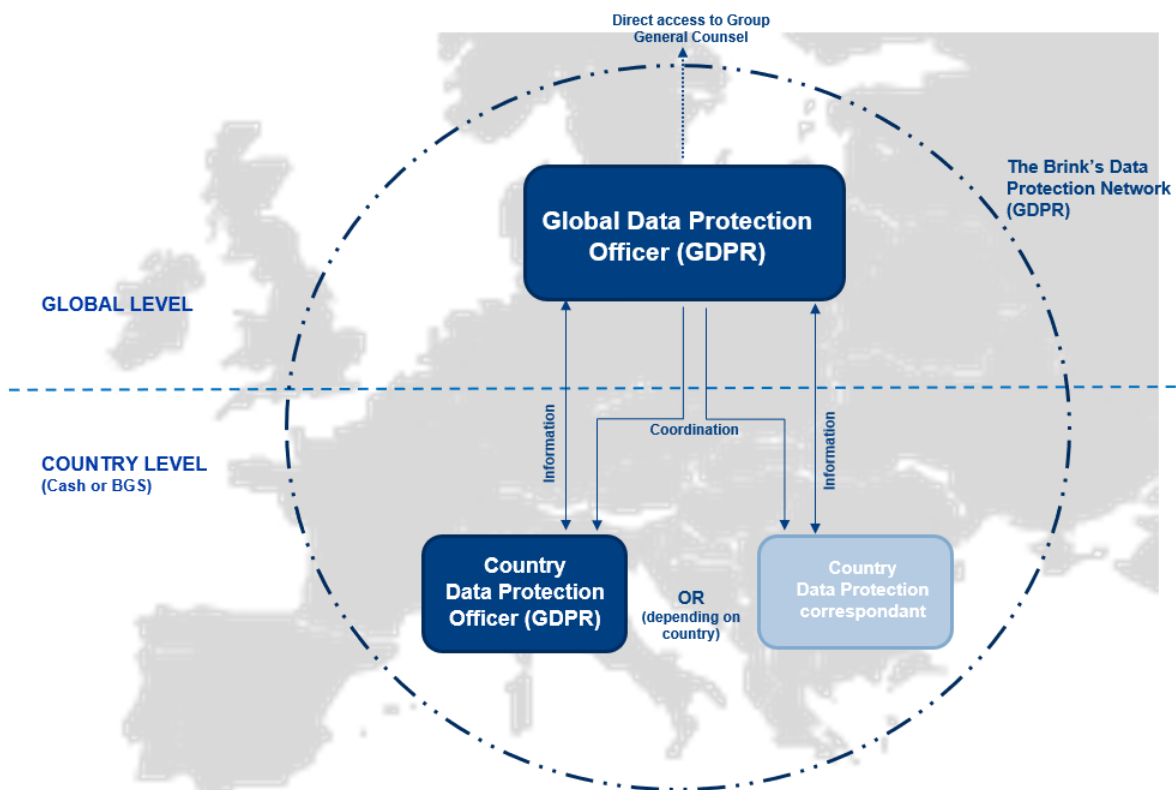 Direct access to Group
General Counsel
The Brink's Data
Protection Network
(GDPR)
Global Data Protection
Officer (GDPR)
GLOBAL LEVEL
COUNTRY LEVEL
(Cash or BGS)
Information
Coordination
Information
Country
Data Protection
Officer (GDPR)
OR
(depending on
country)
Country
Data Protection
correspondant